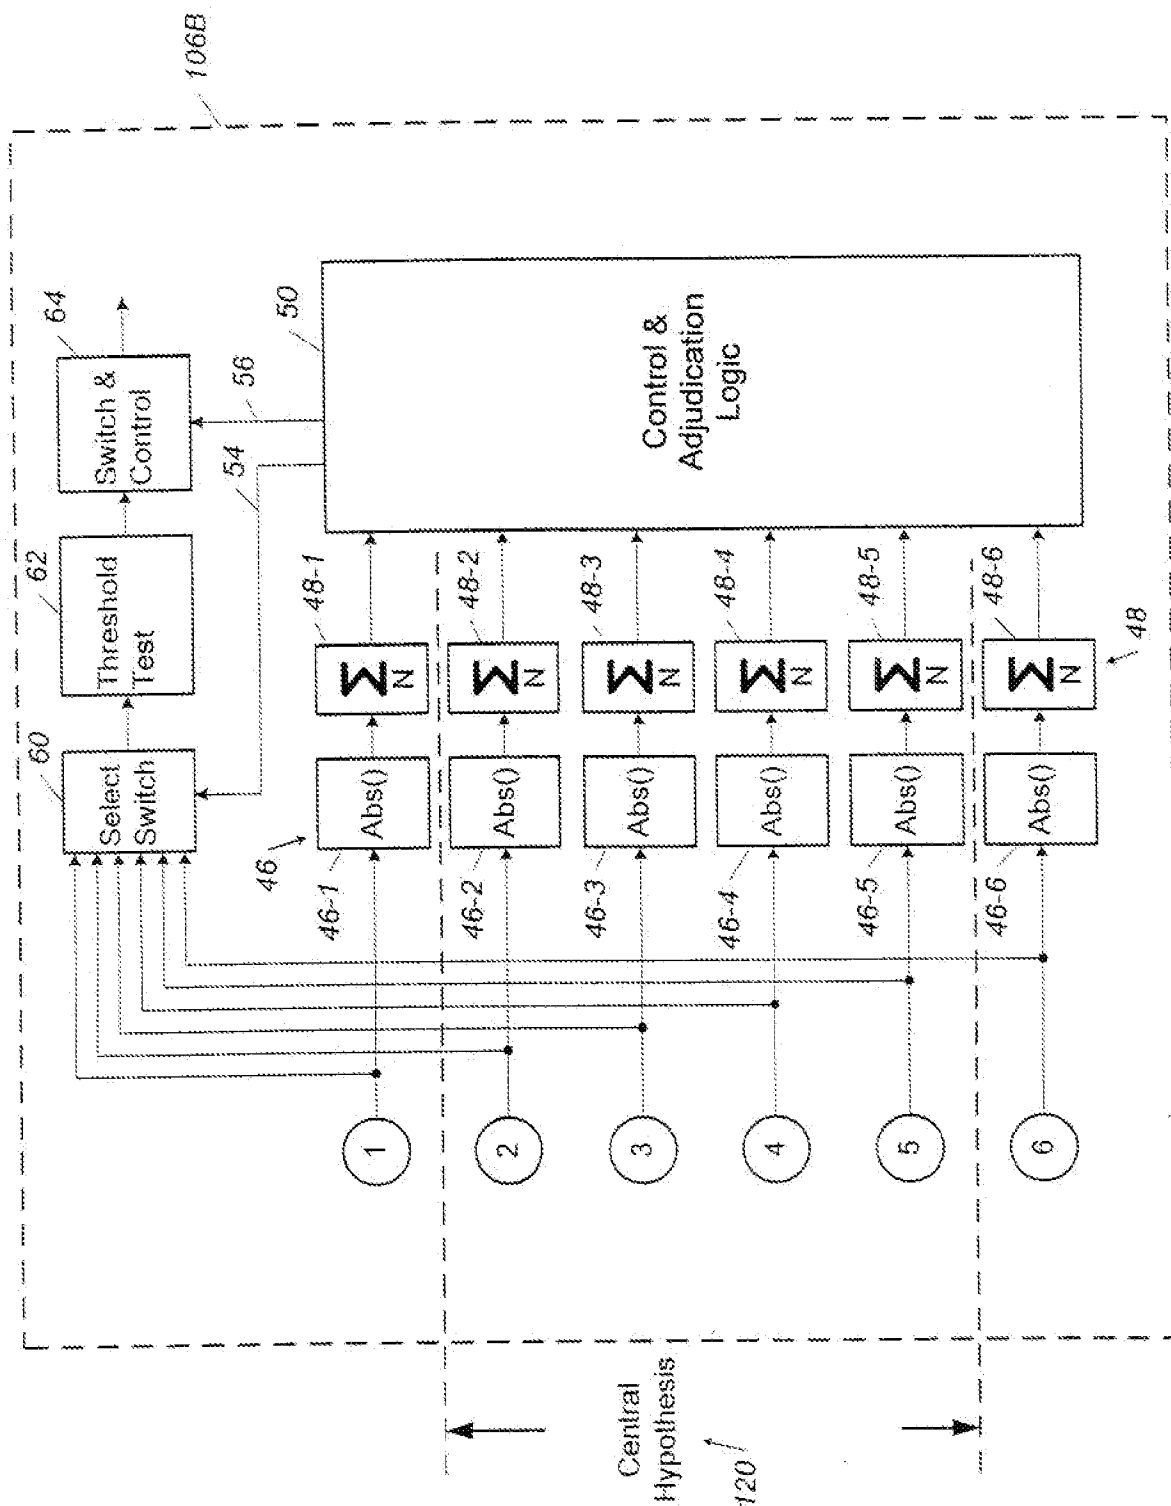 106B
60
62
64
Select
Switch
Threshold
Test
Switch &
Control
54
56
50
46
46-1
48-1
1
Abs()
Σ
N
46-2
48-2
2
Abs()
Σ
N
46-3
48-3
3
Abs()
Σ
N
46-4
48-4
4
Abs()
Σ
N
46-5
48-5
5
Abs()
Σ
N
46-6
48-6
6
Abs()
Σ
N
48
Control &
Adjudication
Logic
Central
Hypothesis
120